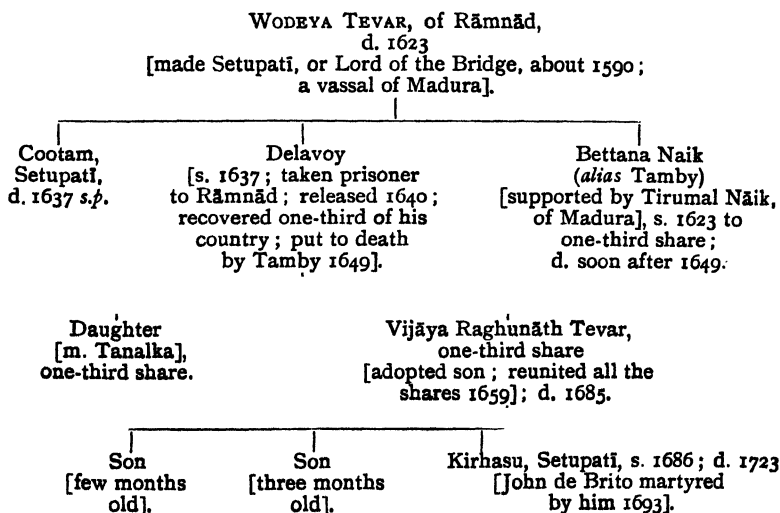 WODEYA TEVAR, of Rāmnād,
d. 1623
[made Setupatī, or Lord of the Bridge, about 1590;
a vassal of Madura].
Cootam,
Setupatī,
d. 1637 s.p.
Delavoy
[s. 1637; taken prisoner
to Rāmnād; released 1640;
recovered one-third of his
country; put to death
by Tamby 1649].
Bettana Naik
(alias Tamby)
[supported by Tirumal Nāik,
of Madura], s. 1623 to
one-third share;
d. soon after 1649.
Daughter
[m. Tanalka],
one-third share.
Vijāya Raghunāth Tevar,
one-third share
[adopted son; reunited all the
shares 1659]; d. 1685.
Son
[few months
old].
Son
[three months
old].
Kirhasu, Setupatī, s. 1686; d. 1723
[John de Brito martyred
by him 1693].